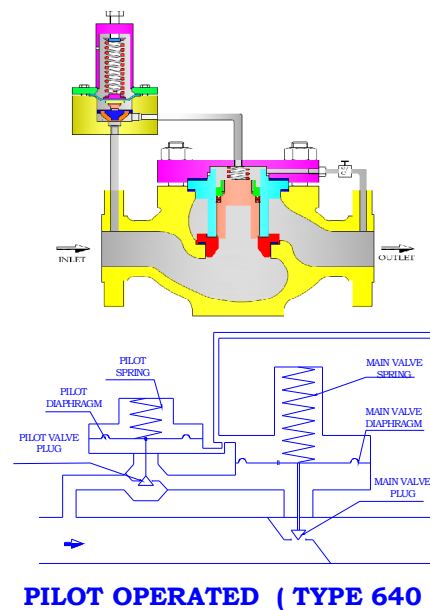 INLET
OUTLET
PILOT
SPRING
MAIN VALVE
SPRING
PILOT
DIAPHRAGM
MAIN VALVE
DIAPHRAGM
PILOT VALVE
PLUG
MAIN VALVE
PLUG
PILOT OPERATED ( TYPE 640